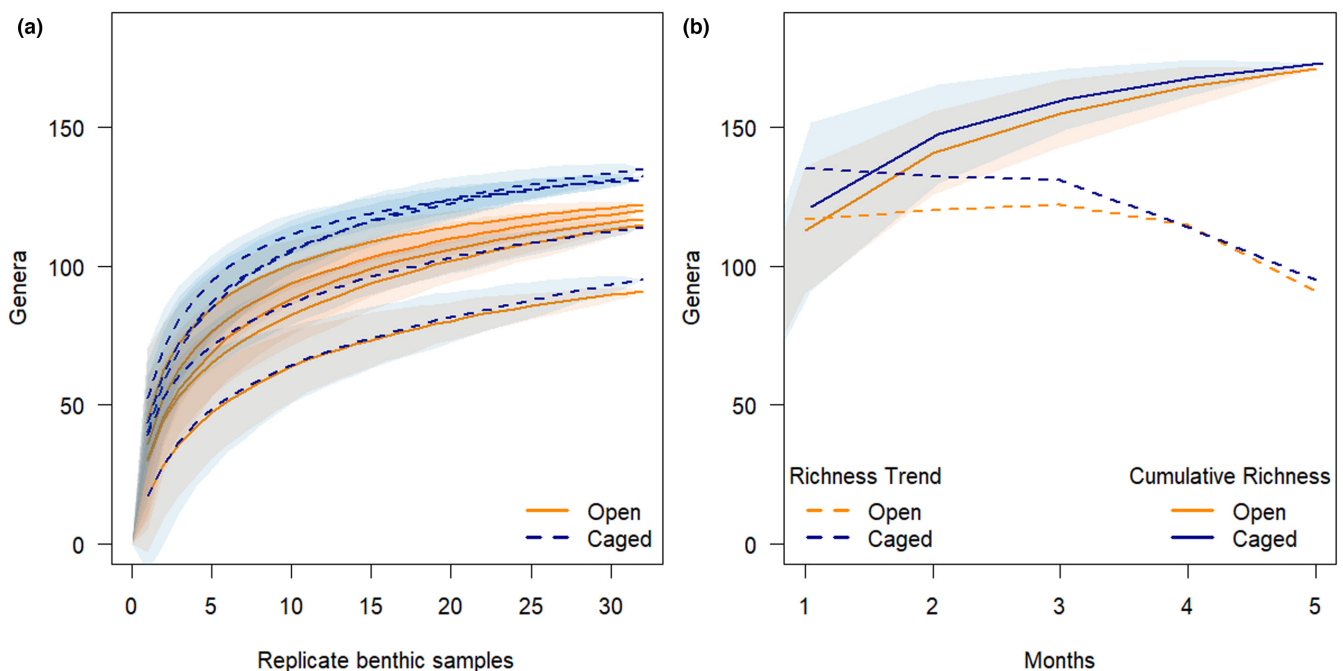 (a)
Genera
150
100
50
0
0 5 10 15 20 25 30
Replicate benthic samples
Open
Caged
(b)
Genera
150
100
50
0
1 2 3 4 5
Months
Richness Trend
Open
Caged
Cumulative Richness
Open
Caged